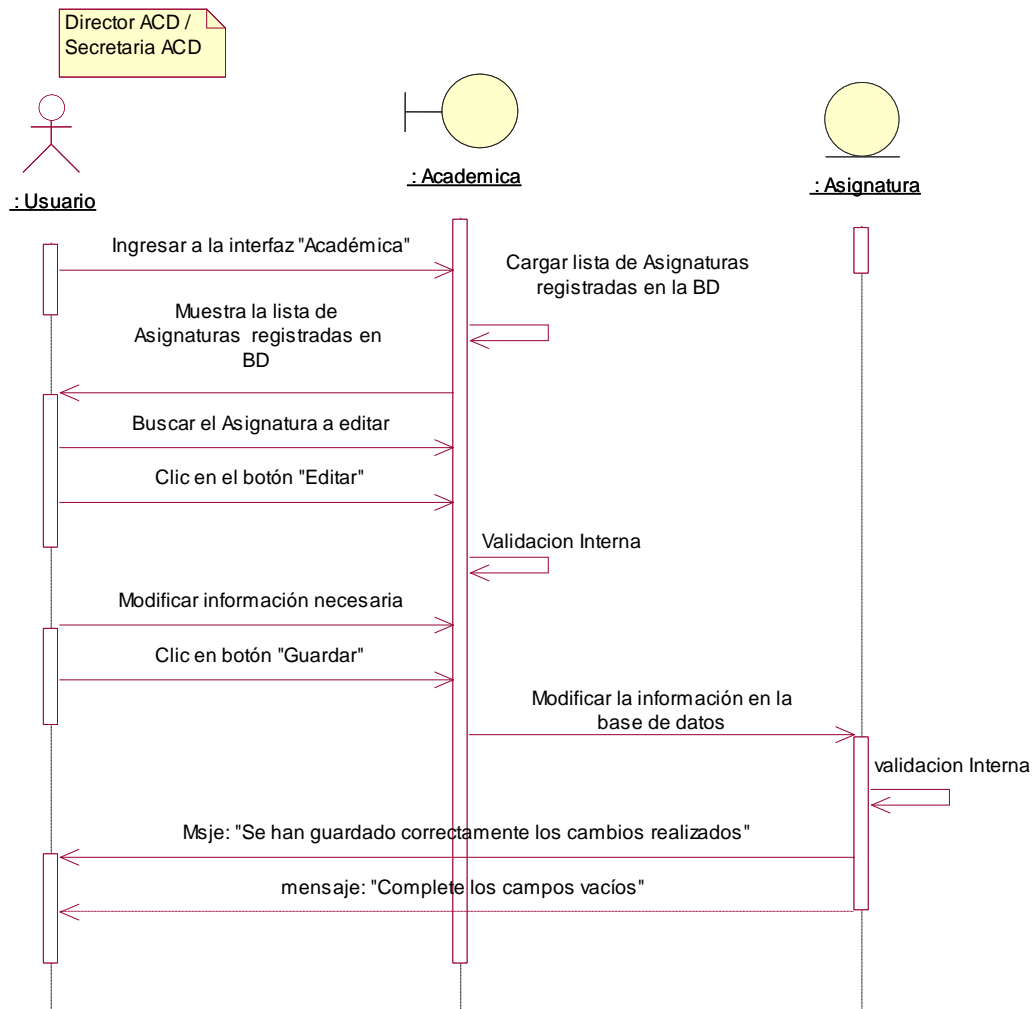 Director ACD /
Secretaria ACD
: Usuario
: Academica
: Asignatura
Ingresar a la interfaz "Académica"
Cargar lista de Asignaturas
registradas en la BD
Muestra la lista de
Asignaturas registradas en
BD
Buscar el Asignatura a editar
Clic en el botón "Editar"
Validacion Interna
Modificar información necesaria
Clic en botón "Guardar"
Modificar la información en la
base de datos
validacion Interna
Msje: "Se han guardado correctamente los cambios realizados"
mensaje: "Complete los campos vacíos"